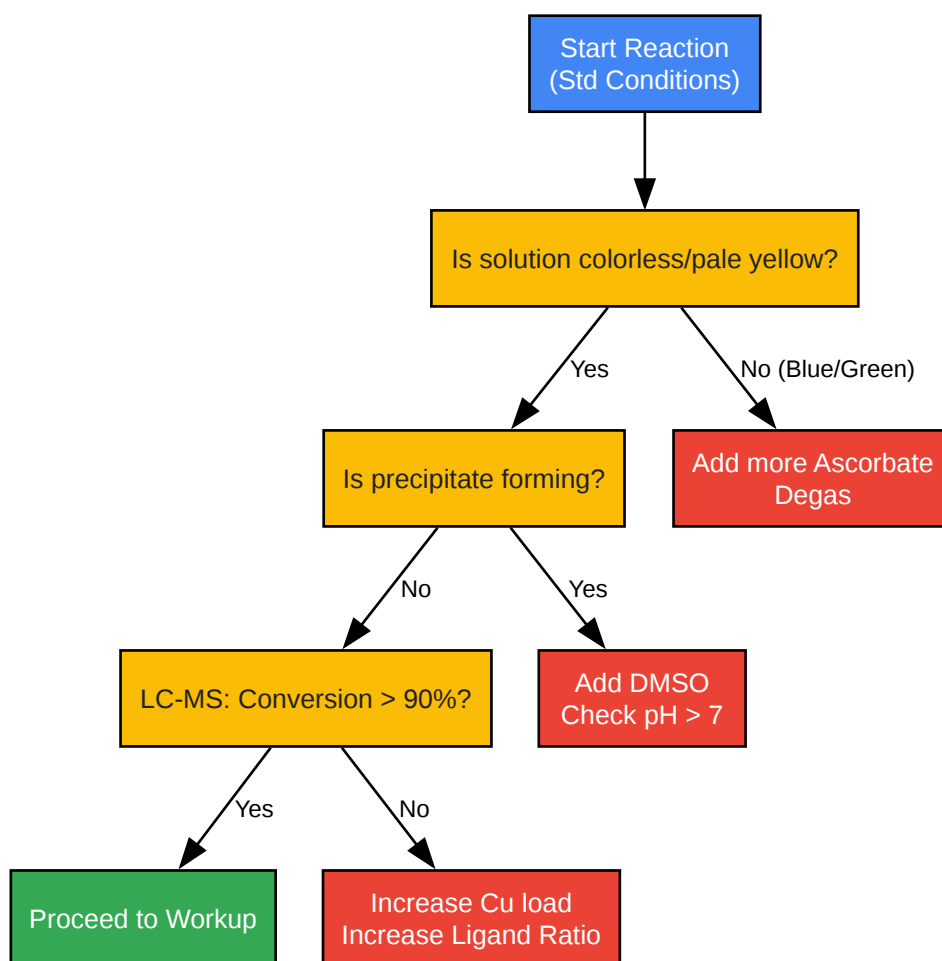 Start Reaction
(Std Conditions)
Is solution colorless/pale yellow?
Yes
No (Blue/Green)
Is precipitate forming?
Add more Ascorbate
Degas
No
Yes
LC-MS: Conversion > 90%?
Add DMSO
Check pH > 7
Yes
No
Proceed to Workup
Increase Cu load
Increase Ligand Ratio